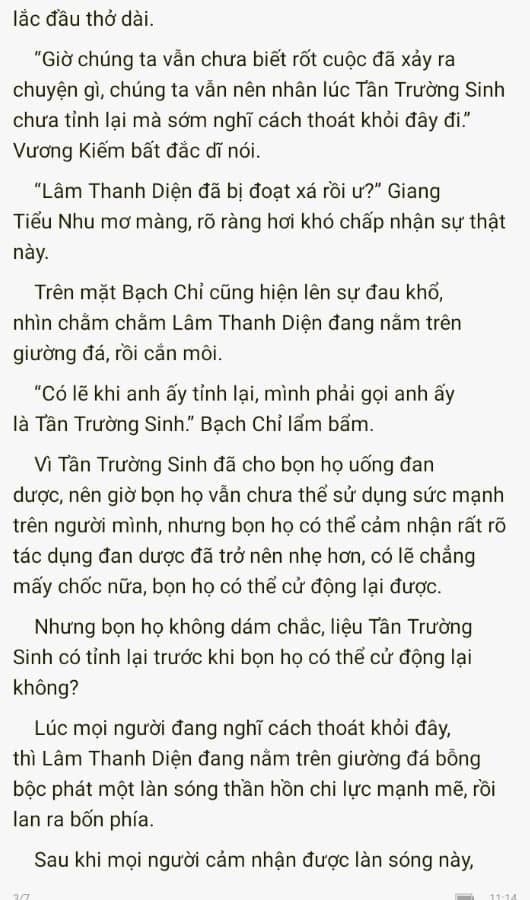 lắc đầu thở dài.
“Giờ chúng ta vẫn chưa biết rốt cuộc đã xảy ra
chuyện gì, chúng ta vẫn nên nhân lúc Tần Trường Sinh
chưa tỉnh lại mà sớm nghĩ cách thoát khỏi đây đi.”
Vương Kiếm bất đắc dĩ nói.
“Lâm Thanh Diện đã bị đoạt xá rồi ư?” Giang
Tiểu Nhu mơ màng, rõ ràng hơi khó chấp nhận sự thật
này.
Trên mặt Bạch Chỉ cũng hiện lên sự đau khổ,
nhìn chằm chằm Lâm Thanh Diện đang nằm trên
giường đá, rồi cắn môi.
“Có lẽ khi anh ấy tỉnh lại, mình phải gọi anh ấy
là Tần Trường Sinh.” Bạch Chỉ lẩm bẩm.
Vì Tần Trường Sinh đã cho bọn họ uống đan
dược, nên giờ bọn họ vẫn chưa thể sử dụng sức mạnh
trên người mình, nhưng bọn họ có thể cảm nhận rất rõ
tác dụng đan dược đã trở nên nhẹ hơn, có lẽ chẳng
mấy chốc nữa, bọn họ có thể cử động lại được.
Nhưng bọn họ không dám chắc, liệu Tần Trường
Sinh có tỉnh lại trước khi bọn họ có thể cử động lại
không?
Lúc mọi người đang nghĩ cách thoát khỏi đây,
thì Lâm Thanh Diện đang nằm trên giường đá bỗng
bộc phát một làn sóng thần hồn chi lực mạnh mẽ, rồi
lan ra bốn phía.
Sau khi mọi người cảm nhận được làn sóng này,
3/7
11:14